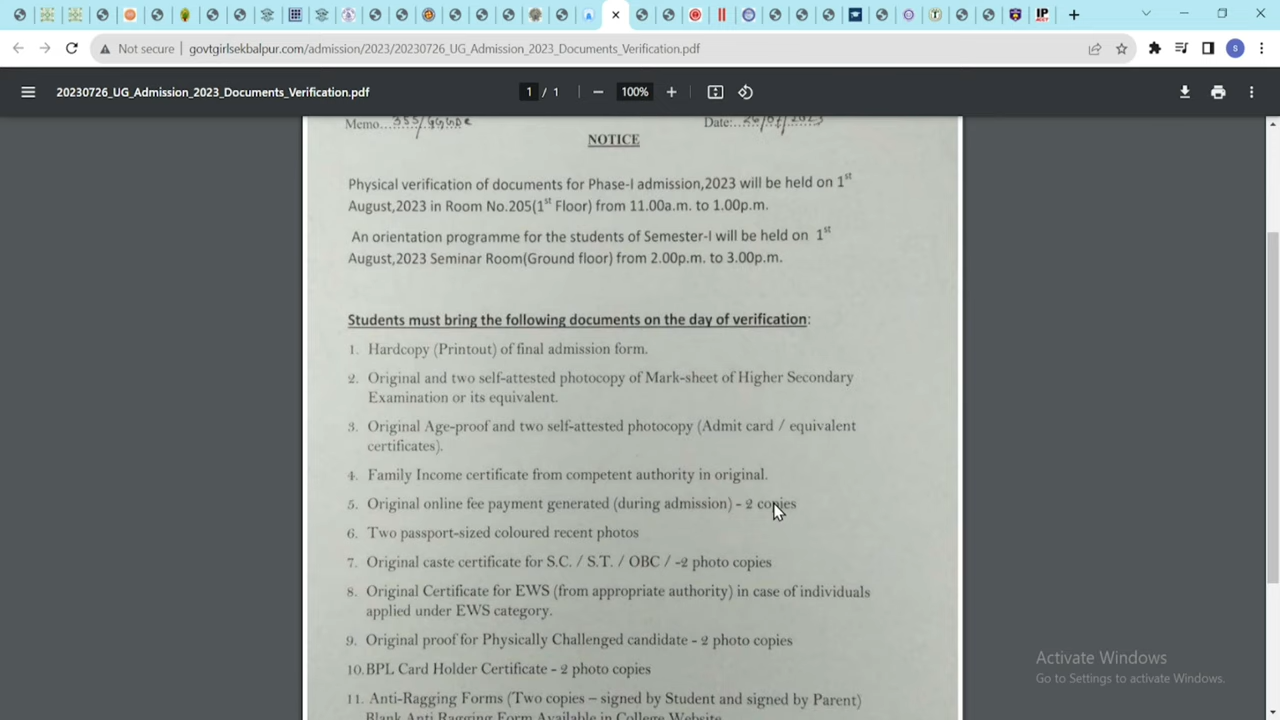 Not secure
govtgirlsekbalpur.com/admission/2023/20230726_UG_Admission_2023_Documents_Verification.pdf
20230726_UG_Admission_2023_Documents_Verification.pdf
1 / 1
100%
Memo
Date:
NOTICE
Physical verification of documents for Phase-I admission,2023 will be held on 1st
August,2023 in Room No.205(1st Floor) from 11.00a.m. to 1.00p.m.
An orientation programme for the students of Semester-I will be held on 1st
August,2023 Seminar Room(Ground floor) from 2.00p.m. to 3.00p.m.
Students must bring the following documents on the day of verification:
1. Hardcopy (Printout) of final admission form.
2. Original and two self-attested photocopy of Mark-sheet of Higher Secondary
Examination or its equivalent.
3. Original Age-proof and two self-attested photocopy (Admit card / equivalent
certificates).
4. Family Income certificate from competent authority in original.
5. Original online fee payment generated (during admission) - 2 copies
6. Two passport-sized coloured recent photos
7. Original caste certificate for S.C. / S.T. / OBC / -2 photo copies
8. Original Certificate for EWS (from appropriate authority) in case of individuals
applied under EWS category.
9. Original proof for Physically Challenged candidate - 2 photo copies
10. BPL Card Holder Certificate - 2 photo copies
11. Anti-Ragging Forms (Two copies – signed by Student and signed by Parent)
Blank Anti Ragging Form Available in College Website
Activate Windows
Go to Settings to activate Windows.